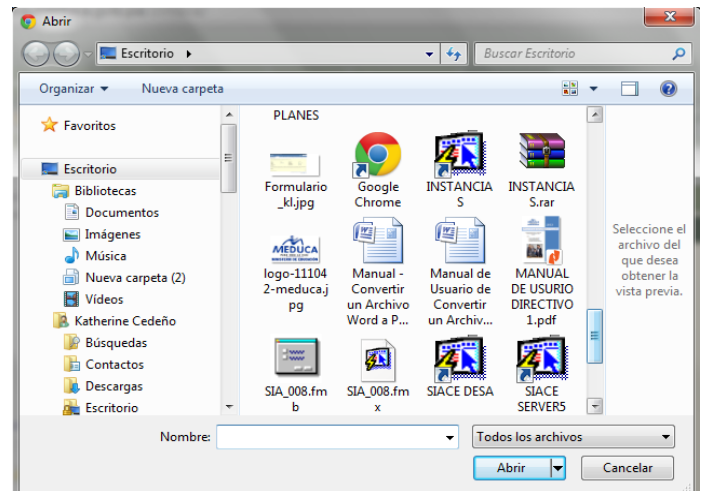 Abrir
Escritorio
Buscar Escritorio
Organizar
Nueva carpeta
Favoritos
Escritorio
Bibliotecas
Documentos
Imágenes
Música
Nueva carpeta (2)
Vídeos
Katherine Cedeño
Búsquedas
Contactos
Descargas
Escritorio
PLANES
Formulario
_kl.jpg
Google
Chrome
INSTANCIA
S
INSTANCIA
S.rar
MEDUCA
logo-11104
2-meduca.j
pg
Manual -
Convertir
un Archivo
Word a P...
Manual de
Usuario de
Convertir
un Archiv...
MANUAL
DE USURIO
DIRECTIVO
1.pdf
SIA_008.fm
b
SIA_008.fm
x
SIACE DESA
SIACE
SERVER5
Seleccione el
archivo del
que desea
obtener la
vista previa.
Nombre:
Todos los archivos
Abrir
Cancelar